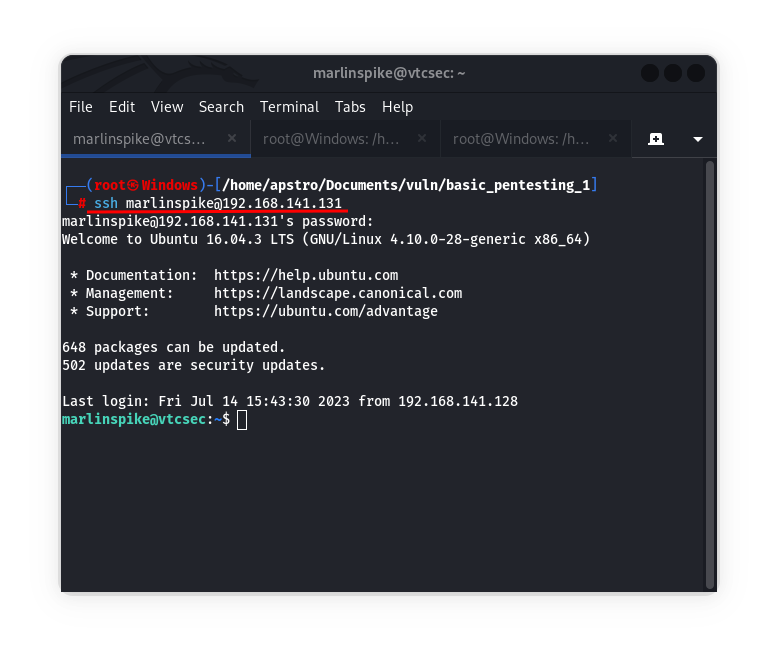 marlinspike@vtcsec: ~
File Edit View Search Terminal Tabs Help
marlinspike@vtcs… × root@Windows: /h… × root@Windows: /h… ×
┌──(root㉿Windows)-[/home/apstro/Documents/vuln/basic_pentesting_1]
└─# ssh marlinspike@192.168.141.131
marlinspike@192.168.141.131's password:
Welcome to Ubuntu 16.04.3 LTS (GNU/Linux 4.10.0-28-generic x86_64)
* Documentation:  https://help.ubuntu.com
* Management:     https://landscape.canonical.com
* Support:        https://ubuntu.com/advantage
648 packages can be updated.
502 updates are security updates.
Last login: Fri Jul 14 15:43:30 2023 from 192.168.141.128
marlinspike@vtcsec:~$